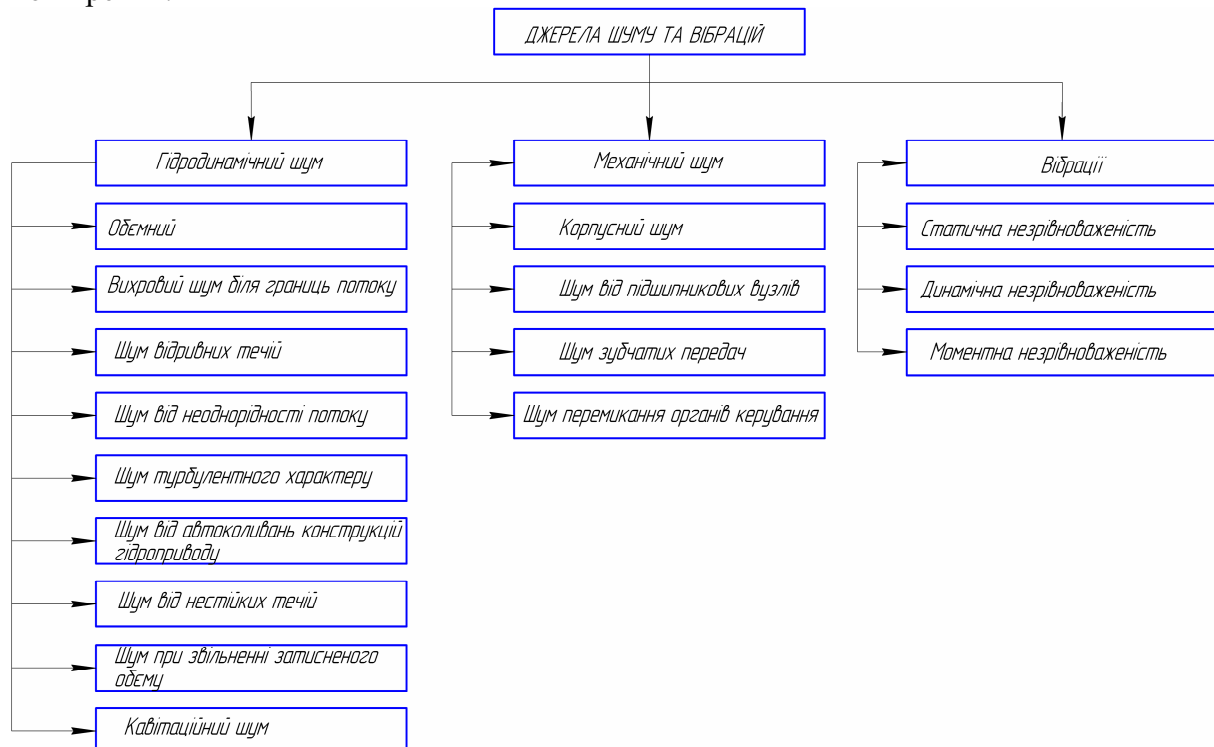 ДЖЕРЕЛА ШУМУ ТА ВІБРАЦІЙ
Гідродинамічний шум
Обємний
Вихровий шум біля границь потоку
Шум відривних течій
Шум від неоднорідності потоку
Шум турбулентного характеру
Шум від автоколивань конструкцій
гідроприводу
Шум від нестійких течій
Шум при звільненні затисненого
обєму
Кавітаційний шум
Механічний шум
Корпусний шум
Шум від підшипникових вузлів
Шум зубчатих передач
Шум перемикання органів керування
Вібрації
Статична незрівноваженість
Динамічна незрівноваженість
Моментна незрівноваженість